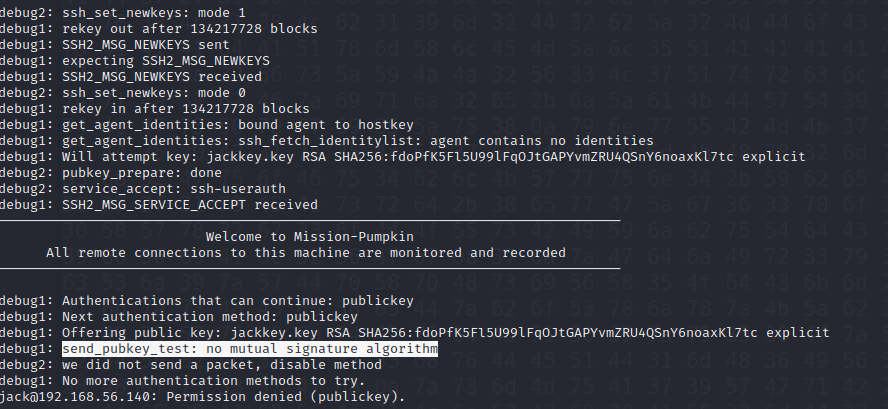 debug2: ssh_set_newkeys: mode 1
debug1: rekey out after 134217728 blocks
debug1: SSH2_MSG_NEWKEYS sent
debug1: expecting SSH2_MSG_NEWKEYS
debug1: SSH2_MSG_NEWKEYS received
debug2: ssh_set_newkeys: mode 0
debug1: rekey in after 134217728 blocks
debug1: get_agent_identities: bound agent to hostkey
debug1: get_agent_identities: ssh_fetch_identitylist: agent contains no identities
debug1: Will attempt key: jackkey.key RSA SHA256:fdoPfK5Fl5U99lFqOJtGAPYvmZRU4QSnY6noaxKl7tc explicit
debug2: pubkey_prepare: done
debug2: service_accept: ssh-userauth
debug1: SSH2_MSG_SERVICE_ACCEPT received
Welcome to Mission-Pumpkin
All remote connections to this machine are monitored and recorded
debug1: Authentications that can continue: publickey
debug1: Next authentication method: publickey
debug1: Offering public key: jackkey.key RSA SHA256:fdoPfK5Fl5U99lFqOJtGAPYvmZRU4QSnY6noaxKl7tc explicit
debug1: send_pubkey_test: no mutual signature algorithm
debug2: we did not send a packet, disable method
debug1: No more authentication methods to try.
jack@192.168.56.140: Permission denied (publickey).